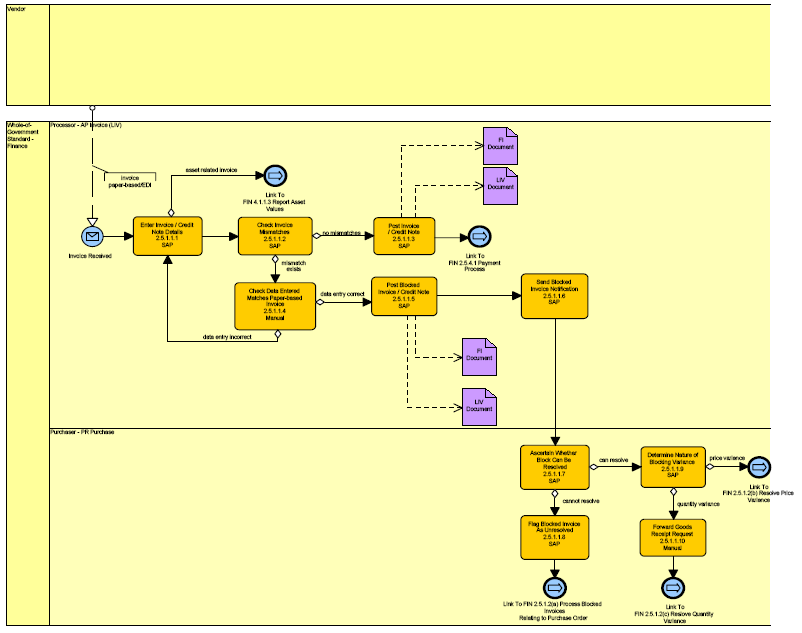 Vendor
Whole-of-
Government
Standard -
Finance
Processor - AP Invoice (LIV)
invoice
paper-based/EDI
Invoice Received
asset related invoice
Link To
FIN 4.1.1.3 Report Asset
Values
Enter Invoice / Credit
Note Details
2.5.1.1.1
SAP
Check Invoice
Mismatches
2.5.1.1.2
SAP
no mismatches
Post Invoice
/ Credit Note
2.5.1.1.3
SAP
FI
Document
LIV
Document
Link To
FIN 2.5.4.1 Payment
Process
mismatch
exists
Check Data Entered
Matches Paper-based
Invoice
2.5.1.1.4
Manual
data entry correct
data entry incorrect
Post Blocked
Invoice / Credit Note
2.5.1.1.5
SAP
Send Blocked
Invoice Notification
2.5.1.1.6
SAP
FI
Document
LIV
Document
Purchaser - PR Purchase
Ascertain Whether
Block Can Be
Resolved
2.5.1.1.7
SAP
can resolve
Determine Nature of
Blocking Variance
2.5.1.1.9
SAP
price varience
Link To
FIN 2.5.1.2(b) Resolve Price
Varience
cannot resolve
quantity varience
Flag Blocked Invoice
As Unresolved
2.5.1.1.8
SAP
Forward Goods
Receipt Request
2.5.1.1.10
Manual
Link To FIN 2.5.1.2(a) Process Blocked
Invoices
Relating to Purchase Order
Link To
FIN 2.5.1.2(c) Resolve Quantity
Variance